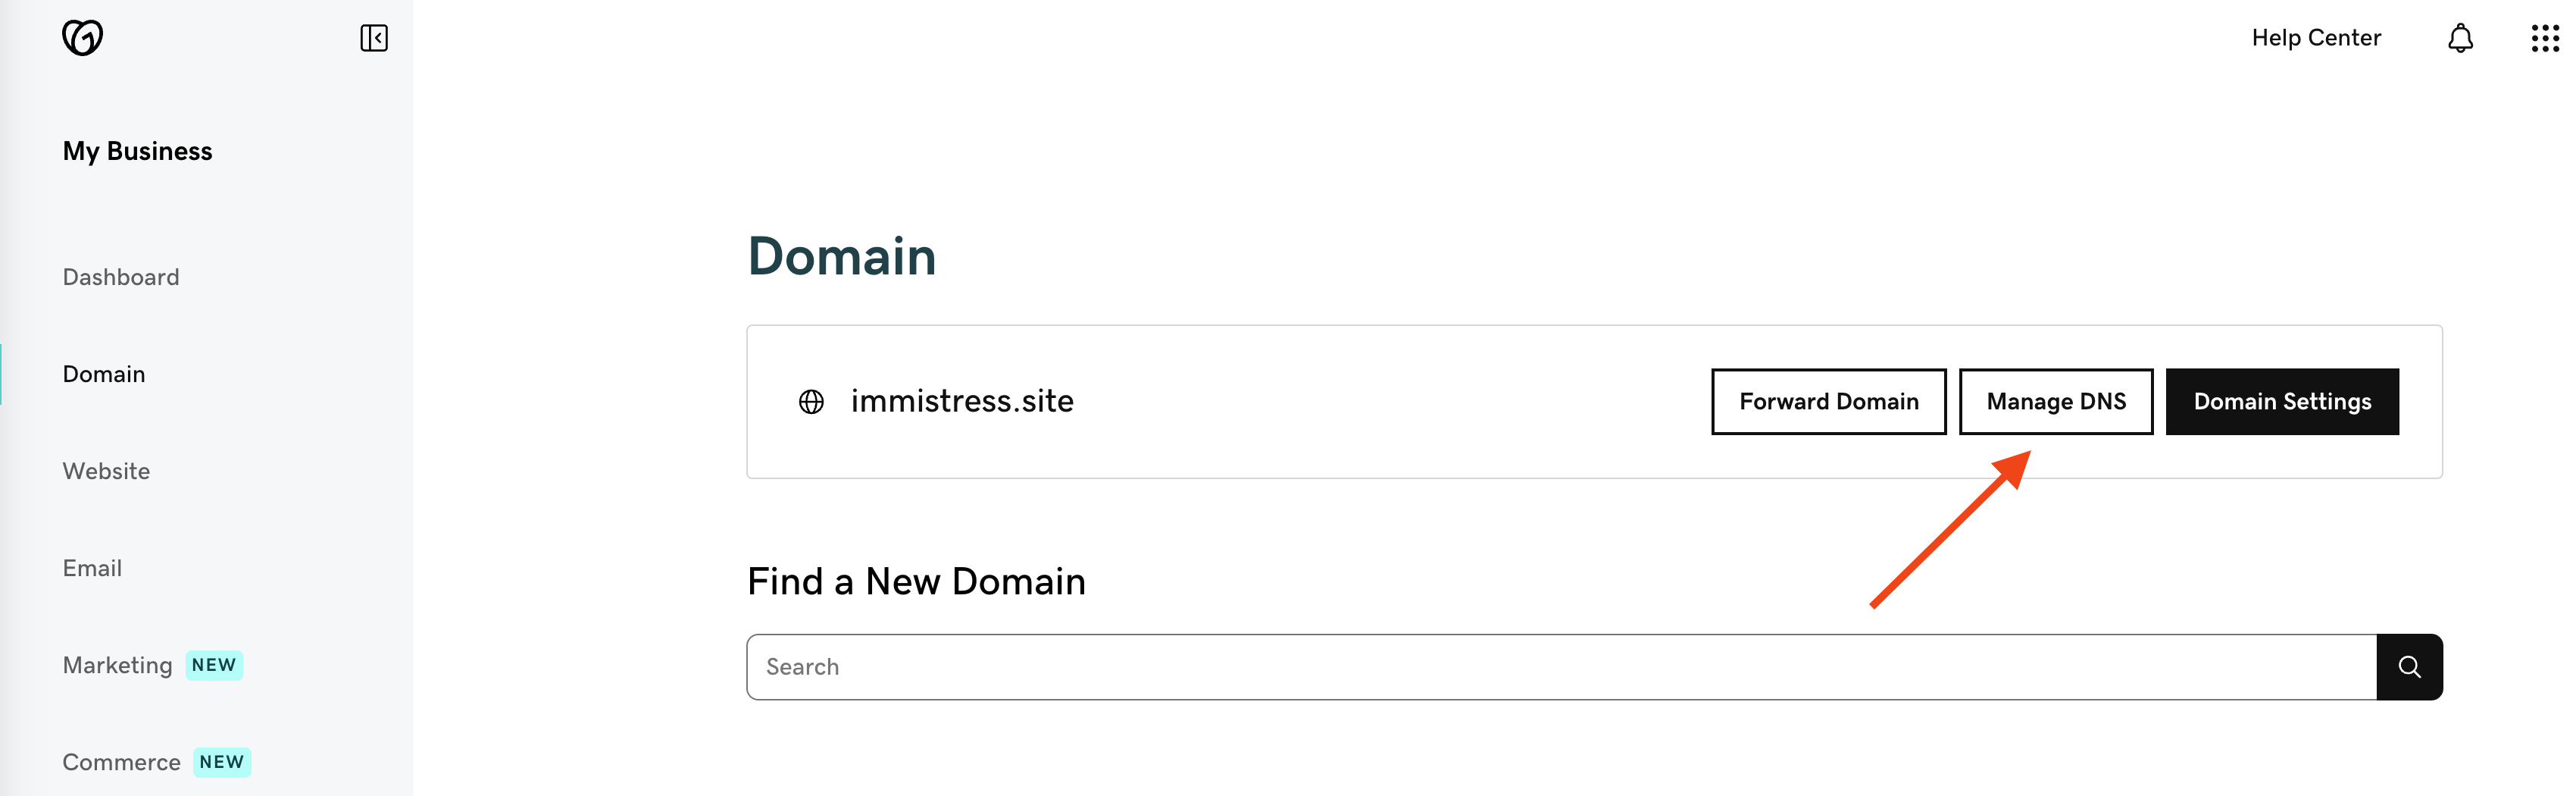 Help Center
My Business
Dashboard
Domain
Website
Email
Marketing NEW
Commerce NEW
Domain
immistress.site
Forward Domain
Manage DNS
Domain Settings
Find a New Domain
Search